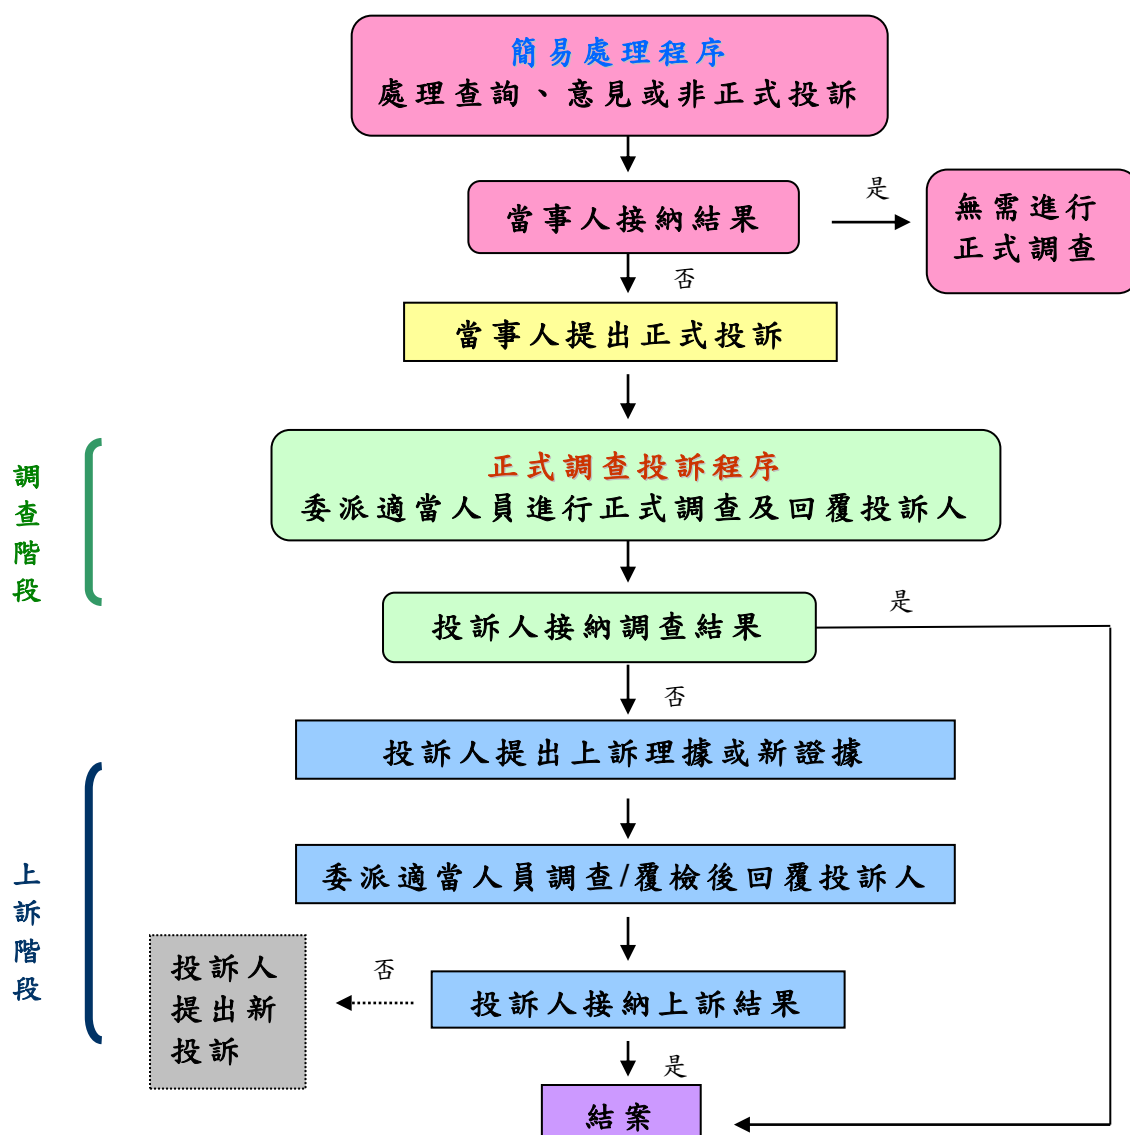 簡易處理程序
處理查詢、意見或非正式投訴
當事人接納結果
是
無需進行
正式調查
否
當事人提出正式投訴
調
查
階
段
正式調查投訴程序
委派適當人員進行正式調查及回覆投訴人
投訴人接納調查結果
是
否
投訴人提出上訴理據或新證據
上
訴
階
段
委派適當人員調查/覆檢後回覆投訴人
投訴人
提出新
投訴
否
投訴人接納上訴結果
是
結案